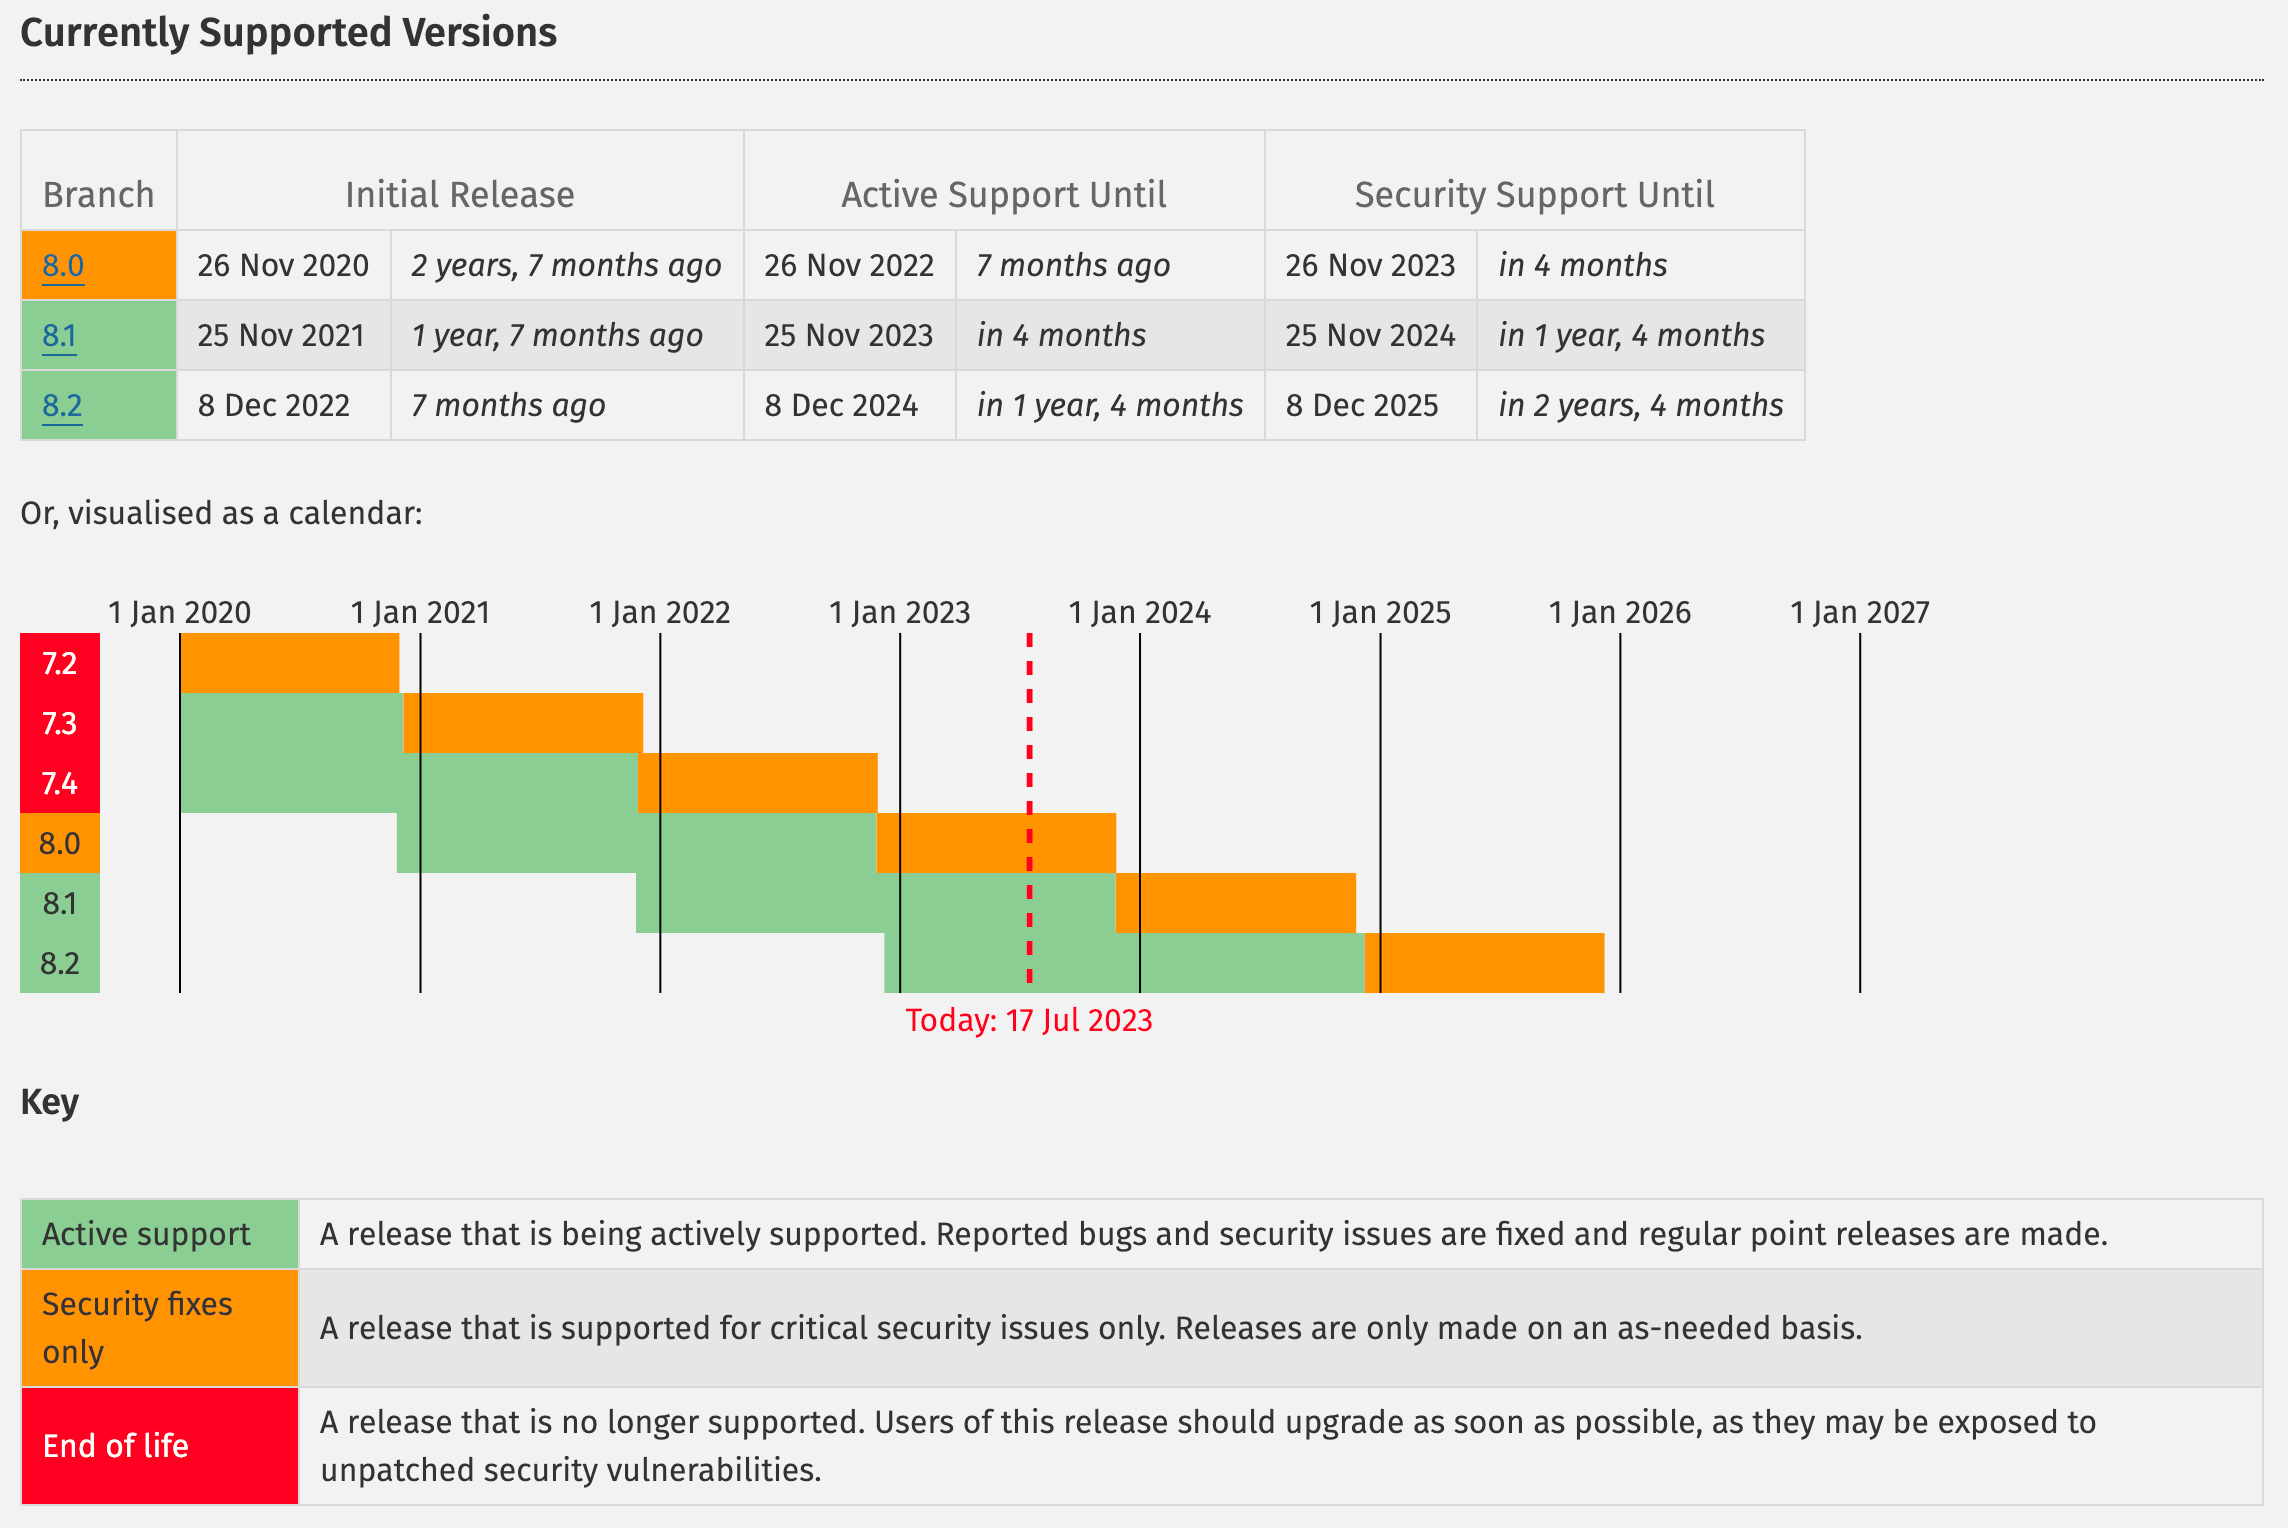 Currently Supported Versions
Branch Initial Release Active Support Until Security Support Until
8.0 26 Nov 2020 2 years, 7 months ago 26 Nov 2022 7 months ago 26 Nov 2023 in 4 months
8.1 25 Nov 2021 1 year, 7 months ago 25 Nov 2023 in 4 months 25 Nov 2024 in 1 year, 4 months
8.2 8 Dec 2022 7 months ago 8 Dec 2024 in 1 year, 4 months 8 Dec 2025 in 2 years, 4 months
Or, visualised as a calendar:
1 Jan 2020 1 Jan 2021 1 Jan 2022 1 Jan 2023 1 Jan 2024 1 Jan 2025 1 Jan 2026 1 Jan 2027
7.2
7.3
7.4
8.0
8.1
8.2
Today: 17 Jul 2023
Key
Active support A release that is being actively supported. Reported bugs and security issues are fixed and regular point releases are made.
Security fixes
only
A release that is supported for critical security issues only. Releases are only made on an as-needed basis.
End of life
A release that is no longer supported. Users of this release should upgrade as soon as possible, as they may be exposed to
unpatched security vulnerabilities.